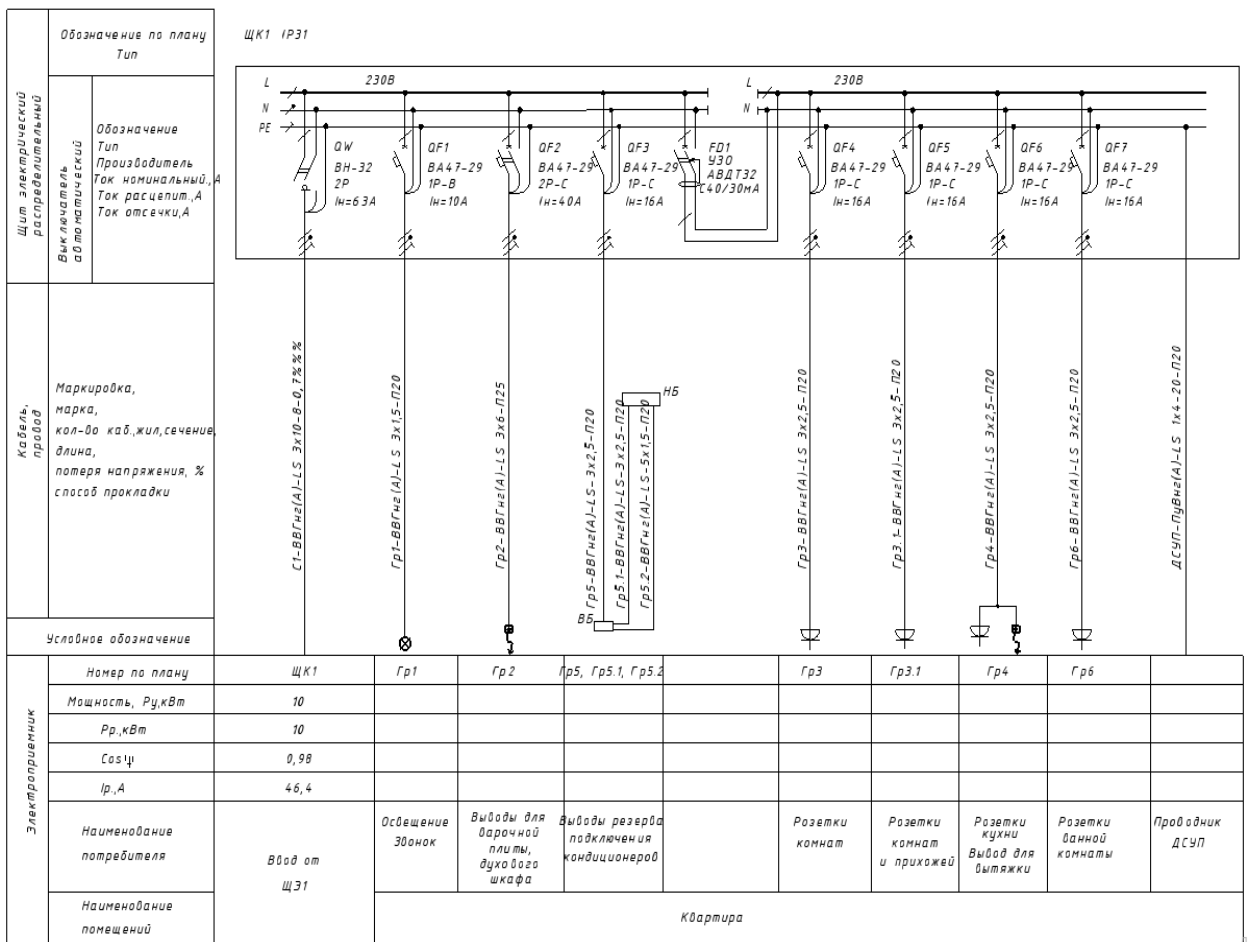 Обозначение по плану
Тип
ЩК1 IP31
Щит электрический
распределительный
Выключатель
автоматический
Обозначение
Тип
Производитель
Ток номинальный.,А
Ток расцепит.,А
Ток отсечки,А
L
230В
N
PE
L
230В
N
QW
ВН-32
2Р
Iн=63А
QF1
ВА47-29
1Р-В
Iн=10А
QF2
ВА47-29
2Р-С
Iн=40А
QF3
ВА47-29
1Р-С
Iн=16А
FD1
УЗО
АВДТ32
С40/30мА
QF4
ВА47-29
1Р-С
Iн=16А
QF5
ВА47-29
1Р-С
Iн=16А
QF6
ВА47-29
1Р-С
Iн=16А
QF7
ВА47-29
1Р-С
Iн=16А
Кабель,
провод
Маркировка,
марка,
кол-во каб.,жил,сечение,
длина,
потеря напряжения, %
способ прокладки
С1-ВВГнг(А)-LS 3х10-8-0,7%%%
Гр1-ВВГнг(А)-LS 3х1,5-П20
Гр2-ВВГнг(А)-LS 3х6-П25
Гр5-ВВГнг(А)-LS-3х2,5-П20
Гр5.1-ВВГнг(А)-LS-3х2,5-П20
Гр5.2-ВВГнг(А)-LS-5х1,5-П20
НБ
ВБ
Гр3-ВВГнг(А)-LS 3х2,5-П20
Гр3.1-ВВГнг(А)-LS 3х2,5-П20
Гр4-ВВГнг(А)-LS 3х2,5-П20
Гр6-ВВГнг(А)-LS 3х2,5-П20
ДСУП-ПуВнг(А)-LS 1х4-20-П20
Условное обозначение
Электроприемник
Номер по плану
ЩК1
Гр1
Гр2
Гр5, Гр5.1, Гр5.2
Гр3
Гр3.1
Гр4
Гр6
Мощность, Ру,кВт
10
Рр.,кВт
10
Cosψ
0,98
Iр.,А
46,4
Наименование
потребителя
Ввод от
ЩЭ1
Освещение
Звонок
Выводы для
варочной
плиты,
духового
шкафа
Выводы резерва
подключения
кондиционеров
Розетки
комнат
Розетки
комнат
и прихожей
Розетки
кухни
Вывод для
вытяжки
Розетки
ванной
комнаты
Проводник
ДСУП
Наименование
помещений
Квартира